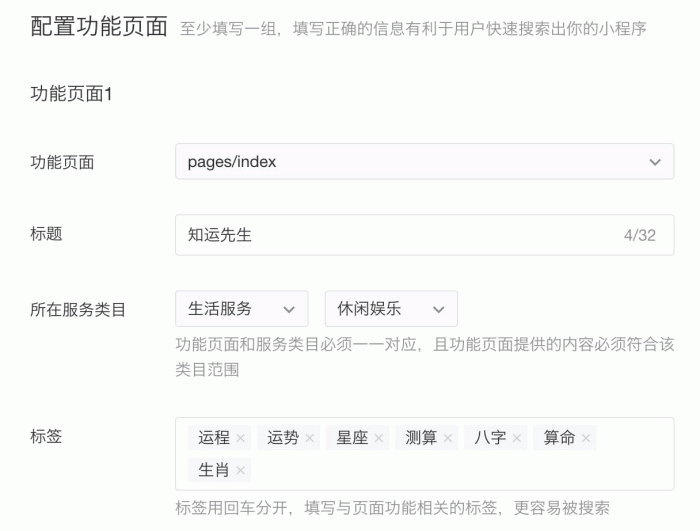 配置功能页面 至少填写一组，填写正确的信息有利于用户快速搜索出你的小程序
功能页面1
功能页面 pages/index
标题 知运先生 4/32
所在服务类目 生活服务 休闲娱乐
功能页面和服务类目必须一一对应，且功能页面提供的内容必须符合该
类目范围
标签 运程 × 运势 × 星座 × 测算 × 八字 × 算命 ×
生肖 ×
标签用回车分开，填写与页面功能相关的标签，更容易被搜索